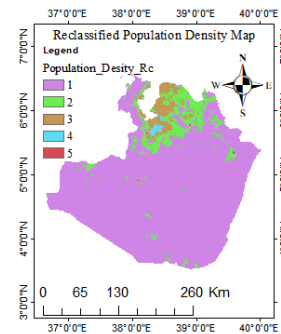 37°0'0"E 38°0'0"E 39°0'0"E 40°0'0"E
Reclassified Population Density Map
Legend
Population_Desity_Rc
1
2
3
4
5
N
W E
S
7°0'0"N
6°0'0"N
5°0'0"N
4°0'0"N
3°0'0"N
0 65 130 260 Km
37°0'0"E 38°0'0"E 39°0'0"E 40°0'0"E